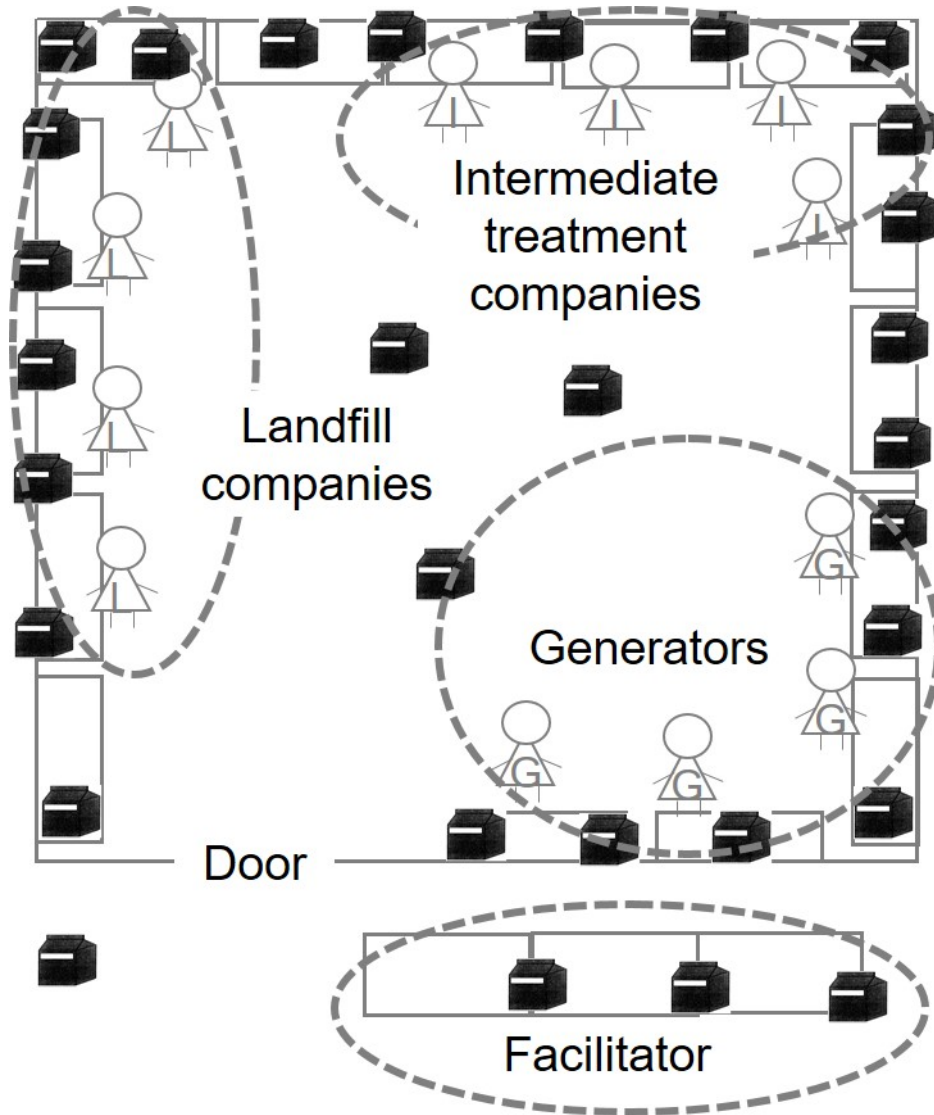 L
I
I
I
I
L
Intermediate
treatment
companies
L
Landfill
companies
L
G
Generators
G
G
G
Door
Facilitator